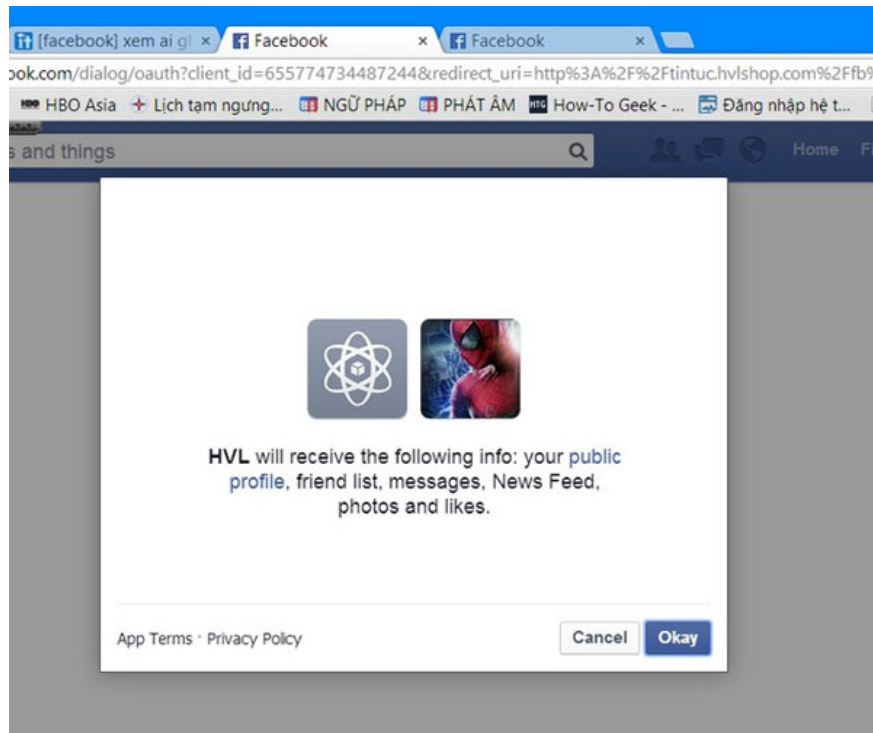 [facebook] xem ai gl
Facebook
Facebook
ook.com/dialog/oauth?client_id=655774734487244&redirect_uri=http%3A%2F%2Ftintuc.hvlshop.com%2Ffb%
HBO Asia Lịch tạm ngưng... NGỮ PHÁP PHÁT ÂM HTG How-To Geek - ... Đăng nhập hệ t...
s and things
Home
HVL will receive the following info: your public
profile, friend list, messages, News Feed,
photos and likes.
App Terms · Privacy Policy
Cancel
Okay